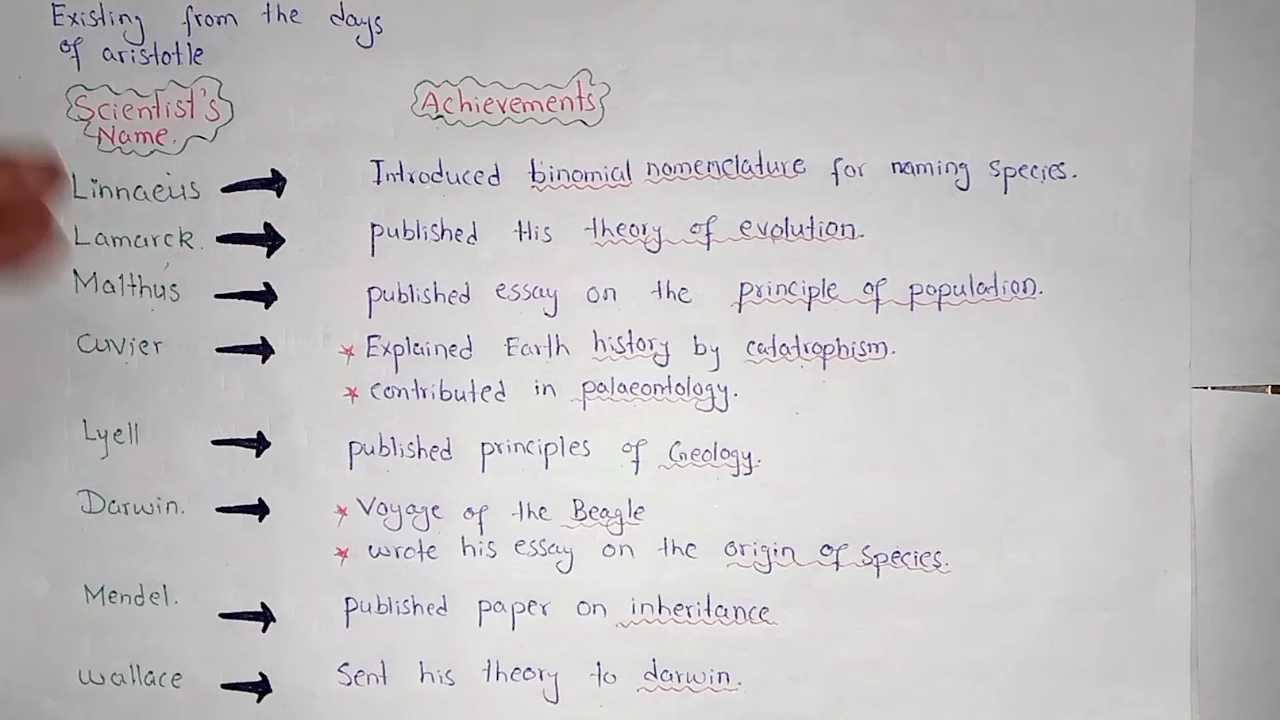 Existing from the days
of aristotle
Scientist's
Name.
Achievements
Linnaeus → Introduced binomial nomenclature for naming species.
Lamarck. → published His theory of evolution.
Malthus → published essay on the principle of population.
Cuvier → * Explained Earth history by catatrophism.
* contributed in palaeontology.
Lyell → published principles of Geology.
Darwin. → * Voyage of the Beagle
* wrote his essay on the origin of species.
Mendel. → published paper on inheritance
wallace → Sent his theory to darwin.